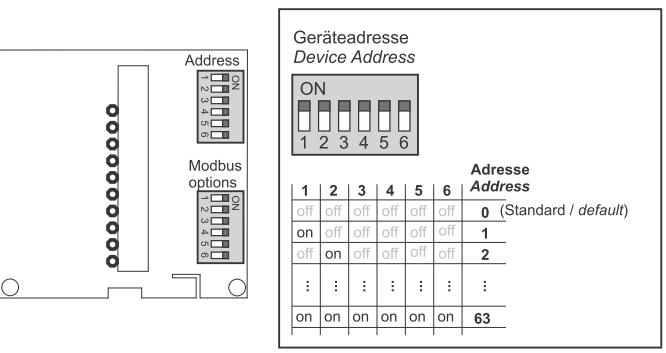 Address
ON
1 2 3 4 5 6
Modbus
options
ON
1 2 3 4 5 6
Geräteadresse
Device Address
ON
1 2 3 4 5 6
Adresse
1 2 3 4 5 6 Address
off off off off off off 0 (Standard / default)
on off off off off off 1
off on off off off off 2
⋮ ⋮ ⋮ ⋮ ⋮ ⋮ ⋮
on on on on on on 63